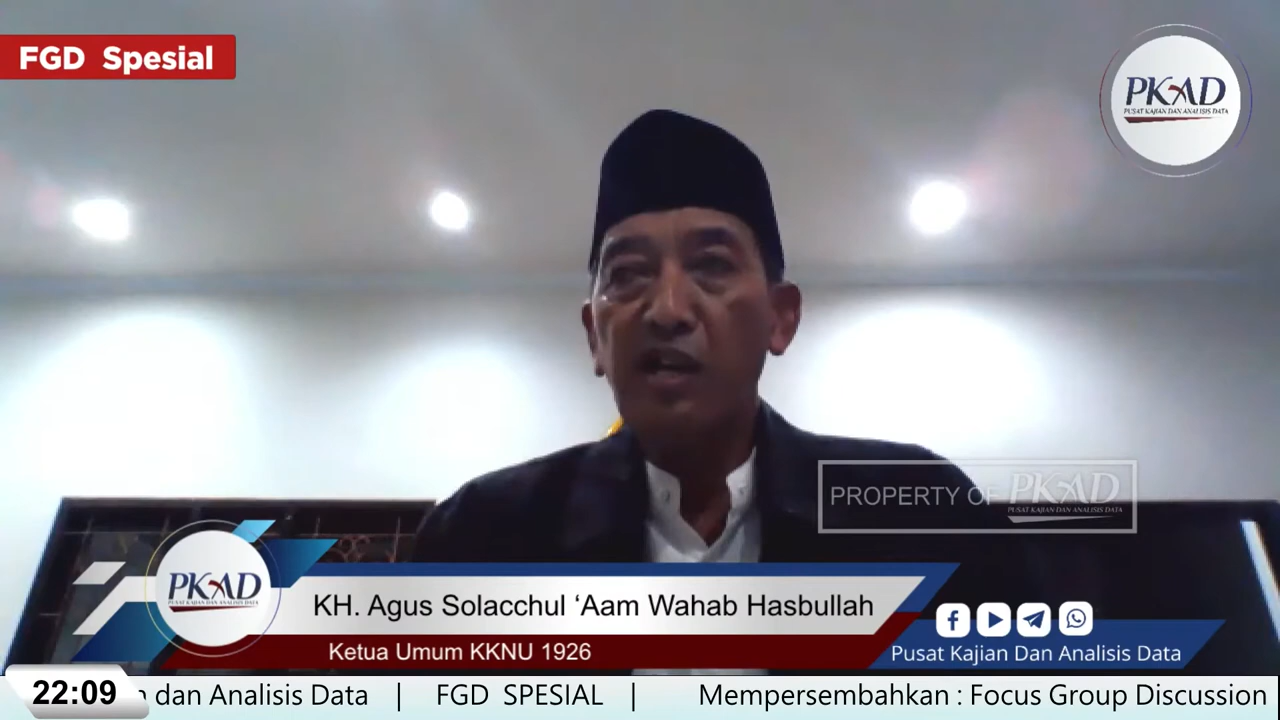 FGD Spesial
PKAD
PUSAT KAJIAN DAN ANALISIS DATA
PROPERTY OF PKAD
PUSAT KAJIAN DAN ANALISIS DATA
PKAD
PUSAT KAJIAN DAN ANALISIS DATA
KH. Agus Solacchul ‘Aam Wahab Hasbullah
Ketua Umum KKNU 1926
Pusat Kajian Dan Analisis Data
22:09
dan Analisis Data | FGD SPESIAL | Mempersembahkan : Focus Group Discussion